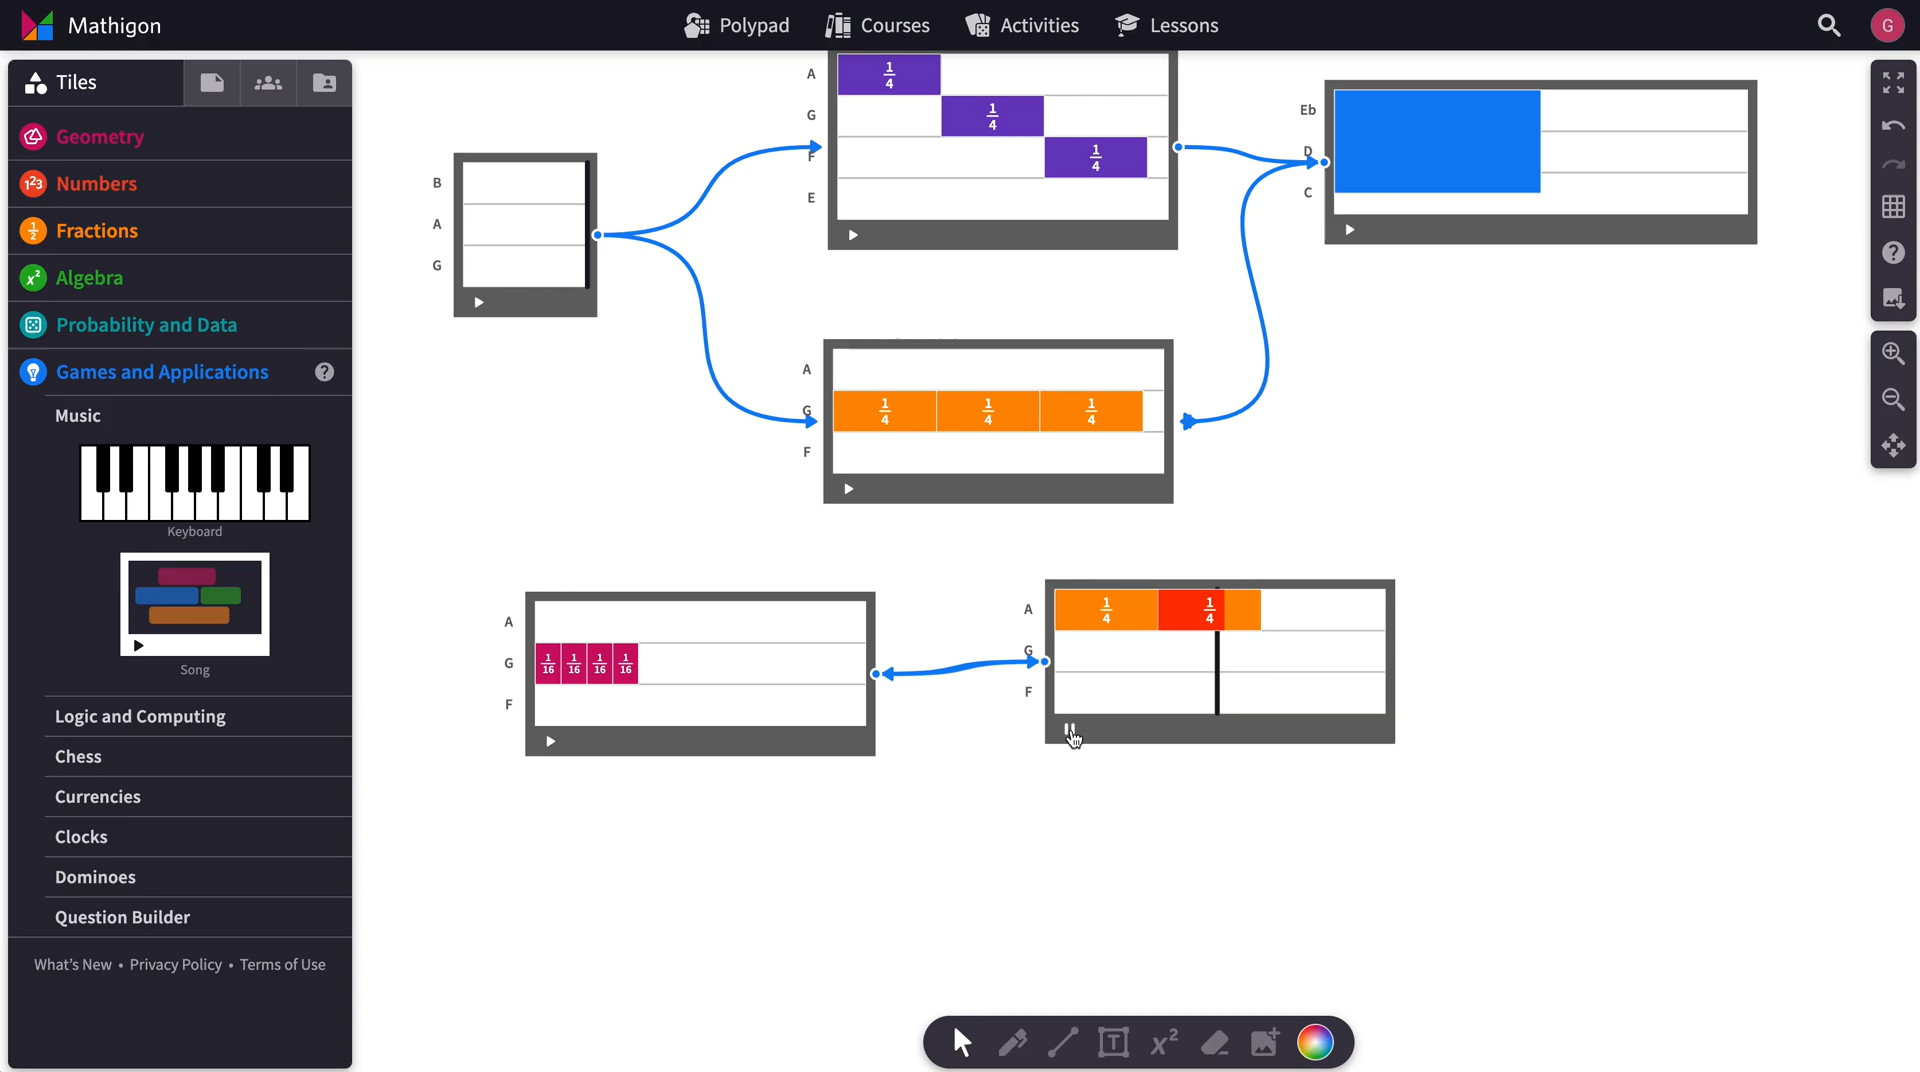 Mathigon
Polypad
Courses
Activities
Lessons
G
Tiles
Geometry
Numbers
Fractions
Algebra
Probability and Data
Games and Applications
Music
Keyboard
Song
Logic and Computing
Chess
Currencies
Clocks
Dominoes
Question Builder
What's New • Privacy Policy • Terms of Use
B
A
G
A 1/4
G 1/4
F 1/4
E
Eb
D
C
A
G 1/4 1/4 1/4
F
A
G 1/16 1/16 1/16 1/16
F
A 1/4 1/4
G
F
T
x²